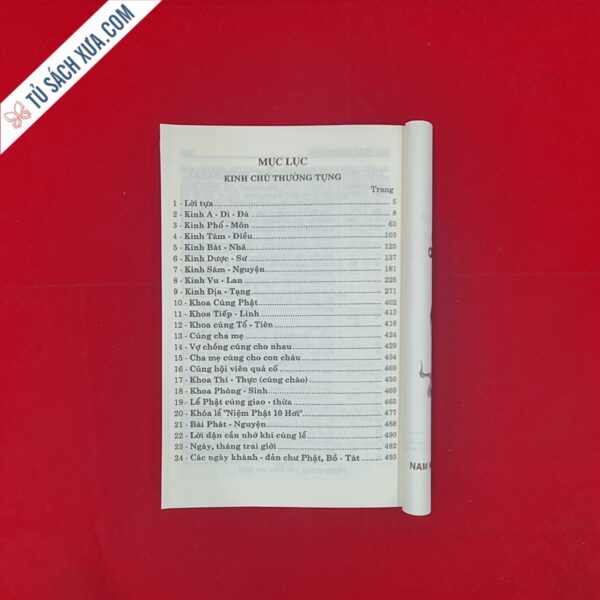 TỦ SÁCH XƯA.COM
MỤC LỤC
KINH CHÚ THƯỜNG TỤNG
Trang
1 - Lời tựa 5
2 - Kinh A - Di - Đà 8
3 - Kinh Phổ - Môn 63
4 - Kinh Tám - Điều 103
5 - Kinh Bát - Nhã 125
6 - Kinh Dược - Sư 137
7 - Kinh Sám - Nguyện 181
8 - Kinh Vu - Lan 225
9 - Kinh Địa - Tạng 271
10 - Khoa Cúng Phật 402
11 - Khoa Tiếp - Linh 413
12 - Khoa cúng Tổ - Tiên 418
13 - Cúng cha mẹ 424
14 - Vợ chồng cúng cho nhau 429
15 - Cha mẹ cúng cho con cháu 434
16 - Cúng hội viên quá cố 469
17 - Khoa Thí - Thực (cúng cháo) 450
18 - Khoa Phóng - Sinh 460
19 - Lễ Phật cúng giao - thừa 465
20 - Khóa lễ "Niệm Phật 10 Hơi" 477
21 - Bài Phát - Nguyện 488
22 - Lời dặn cần nhớ khi cúng lễ 490
23 - Ngày, tháng trai giới 492
24 - Các ngày khánh - đản chư Phật, Bồ - Tát 493
NAM